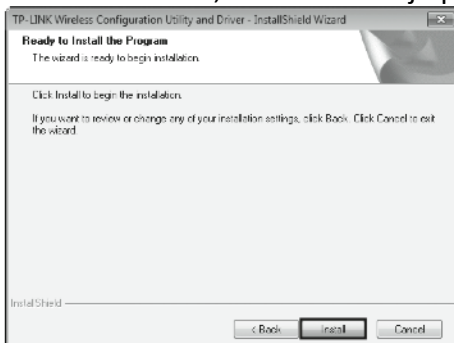 TP-LINK Wireless Configuration Utility and Driver - InstallShield Wizard
Ready to Install the Program
The wizard is ready to begin installation.
Click Install to begin the installation.
If you want to review or change any of your installation settings, click Back. Click Cancel to exit
the wizard.
InstallShield
< Back Install Cancel